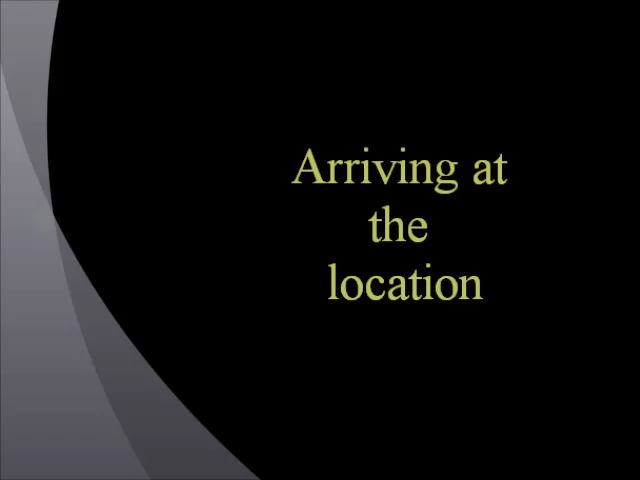 Arriving at
the
location